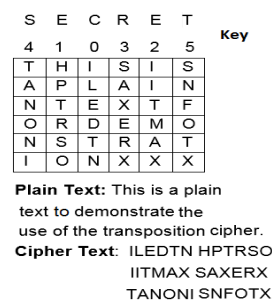 S E C R E T
Key
4 1 0 3 2 5
T H I S I S
A P L A I N
N T E X T F
O R D E M O
N S T R A T
I O N X X X
Plain Text: This is a plain
text to demonstrate the
use of the transposition cipher.
Cipher Text: ILEDTN HPTRSO
IITMAX SAXERX
TANONI SNFOTX